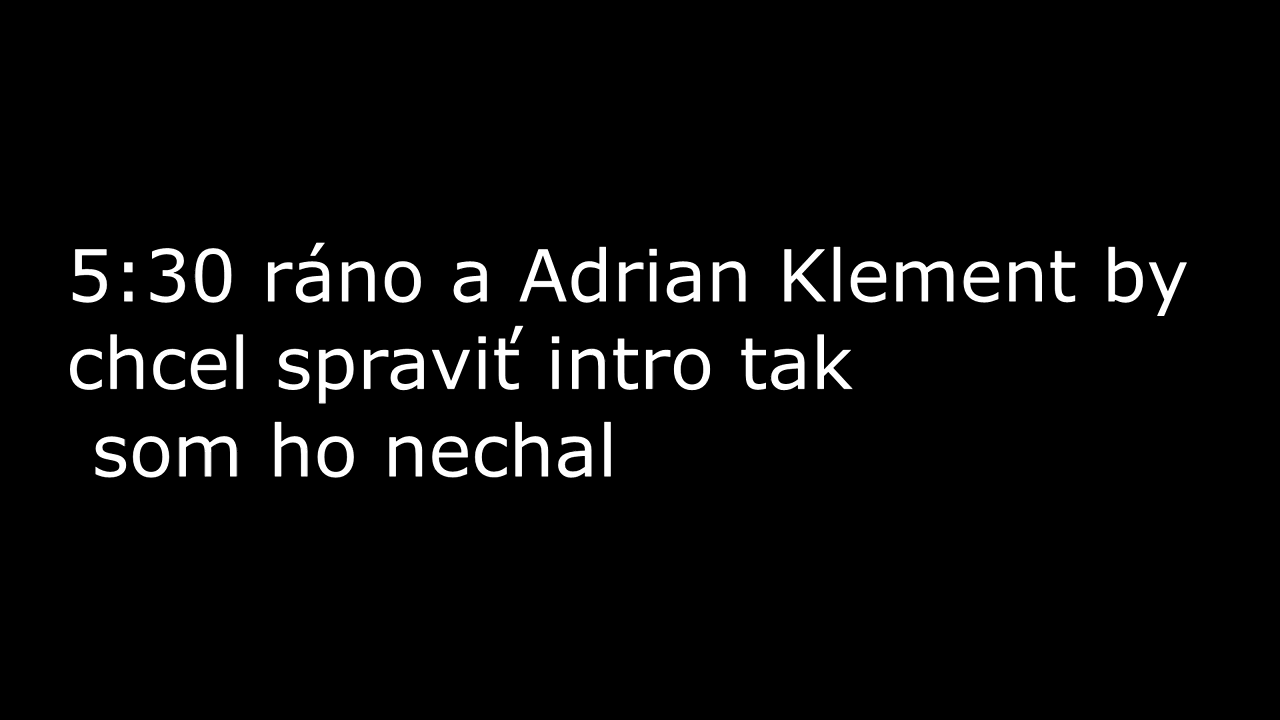 5:30 ráno a Adrian Klement by
chcel spraviť intro tak
som ho nechal